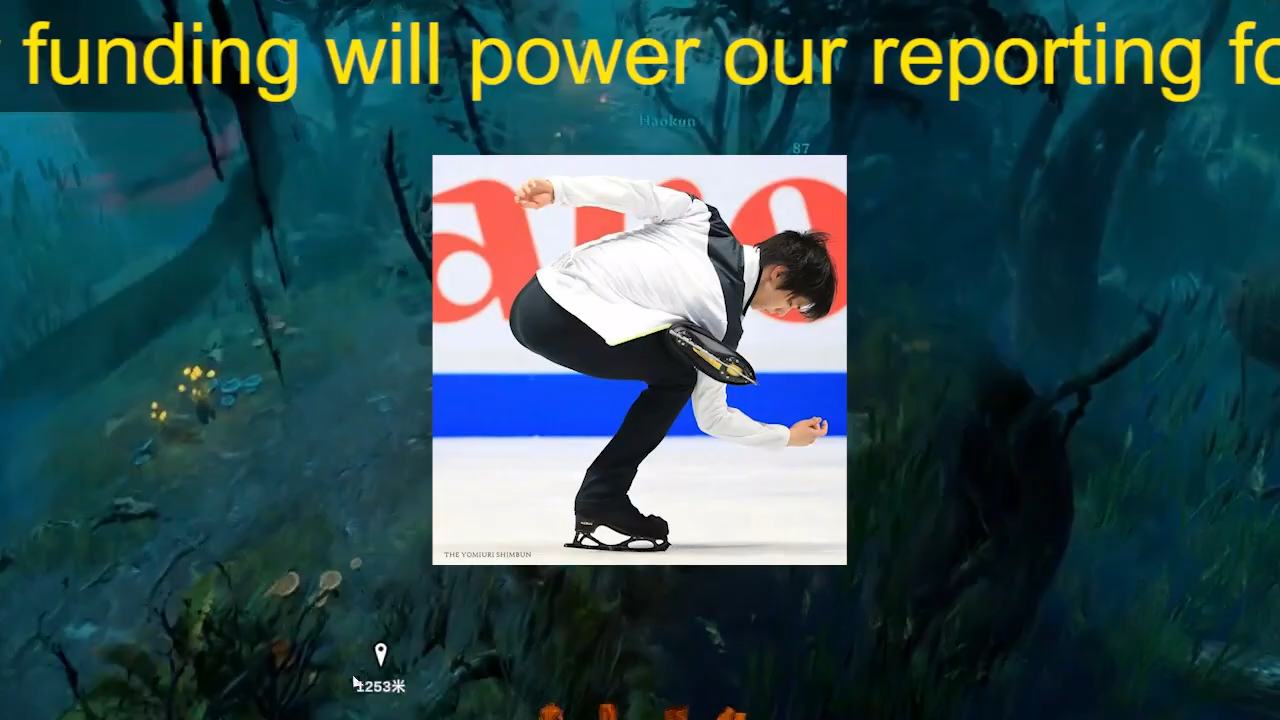 funding will power our reporting fo
Haokun
87
THE YOMIURI SHIMBUN
1253米